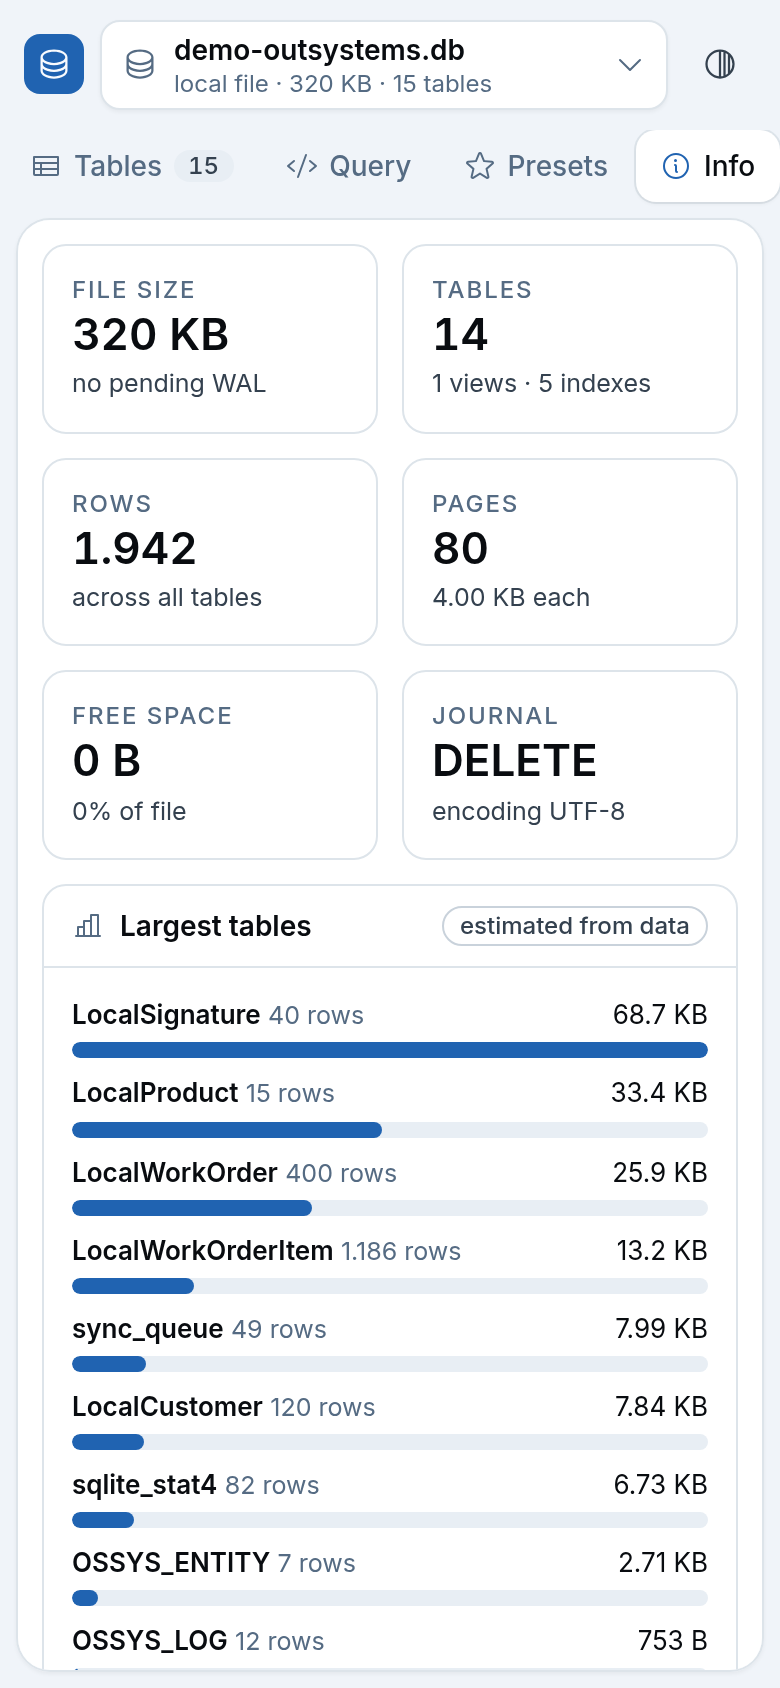 demo-outsystems.db
local file · 320 KB · 15 tables
Tables 15 Query Presets Info
FILE SIZE
320 KB
no pending WAL
TABLES
14
1 views · 5 indexes
ROWS
1.942
across all tables
PAGES
80
4.00 KB each
FREE SPACE
0 B
0% of file
JOURNAL
DELETE
encoding UTF-8
Largest tables estimated from data
LocalSignature 40 rows 68.7 KB
LocalProduct 15 rows 33.4 KB
LocalWorkOrder 400 rows 25.9 KB
LocalWorkOrderItem 1.186 rows 13.2 KB
sync_queue 49 rows 7.99 KB
LocalCustomer 120 rows 7.84 KB
sqlite_stat4 82 rows 6.73 KB
OSSYS_ENTITY 7 rows 2.71 KB
OSSYS_LOG 12 rows 753 B